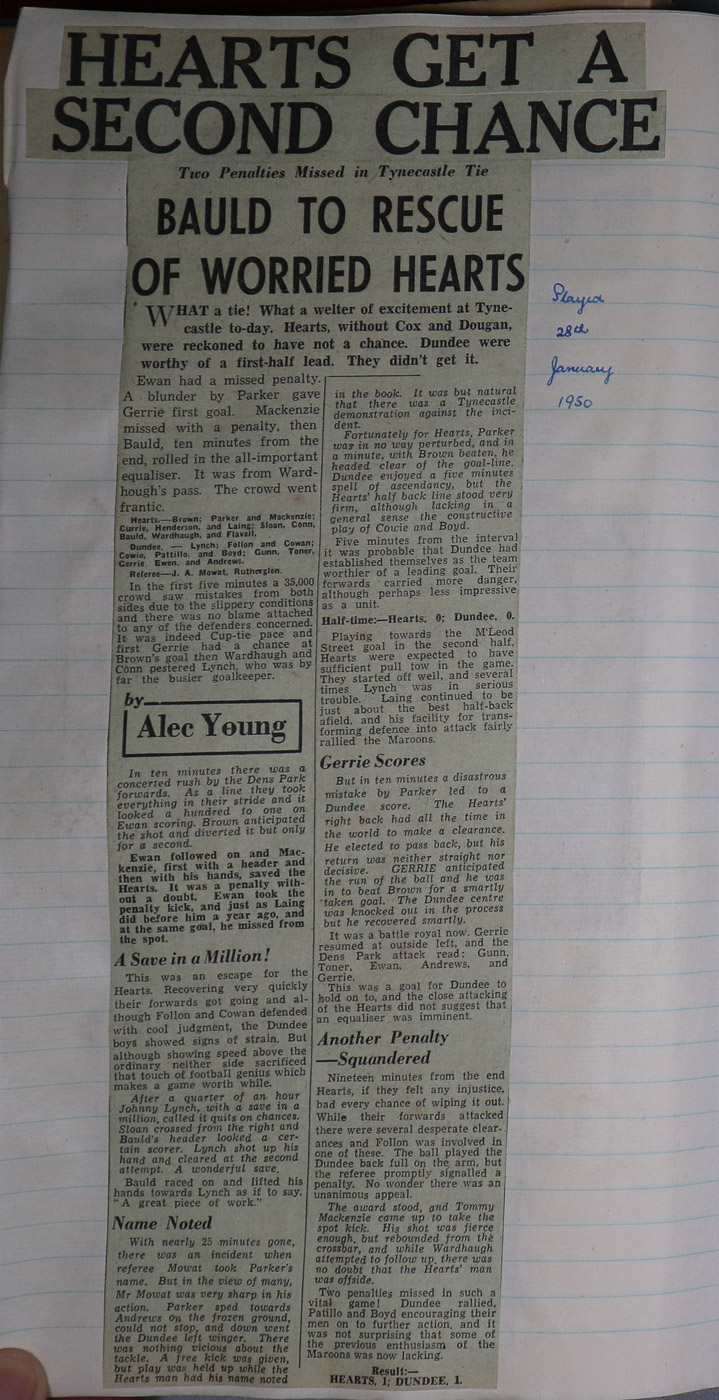 HEARTS GET A
SECOND CHANCE
Two Penalties Missed in Tynecastle Tie
BAULD TO RESCUE
OF WORRIED HEARTS
WHAT a tie! What a welter of excitement at Tyne-
castle to-day. Hearts, without Cox and Dougan,
were reckoned to have not a chance. Dundee were
worthy of a first-half lead. They didn't get it.
Ewan had a missed penalty.
A blunder by Parker gave
Gerrie first goal. Mackenzie
missed with a penalty, then
Bauld, ten minutes from the
end, rolled in the all-important
equaliser. It was from Ward-
hough's pass. The crowd went
frantic.
Hearts.—Brown; Parker and Mackenzie;
Currie, Henderson, and Laing; Sloan, Conn,
Bauld, Wardhaugh, and Flavell.
Dundee. — Lynch; Follon and Cowan;
Cowie, Pattillo, and Boyd; Gunn, Toner,
Gerrie, Ewen, and Andrews.
Referee—J. A. Mowat, Rutherglen.
In the first five minutes a 35,000
crowd saw mistakes from both
sides due to the slippery conditions
and there was no blame attached
to any of the defenders concerned.
It was indeed Cup-tie pace and
first Gerrie had a chance at
Brown's goal then Wardhaugh and
Conn pestered Lynch, who was by
far the busier goalkeeper.
by—
Alec Young
In ten minutes there was a
concerted rush by the Dens Park
forwards. As a line they took
everything in their stride and it
looked a hundred to one on
Ewan scoring. Brown anticipated
the shot and diverted it but only
for a second.
Ewan followed on and Mac-
kenzie, first with a header and
then with his hands, saved the
Hearts. It was a penalty with-
out a doubt. Ewan took the
penalty kick, and just as Laing
did before him a year ago, and
at the same goal, he missed from
the spot.
A Save in a Million!
This was an escape for the
Hearts. Recovering very quickly
their forwards got going and al-
though Follon and Cowan defended
with cool judgment, the Dundee
boys showed signs of strain. But
although showing speed above the
ordinary neither side sacrificed
that touch of football genius which
makes a game worth while.
After a quarter of an hour
Johnny Lynch, with a save in a
million, called it quits on chances.
Sloan crossed from the right and
Bauld's header looked a cer-
tain scorer. Lynch shot up his
hand and cleared at the second
attempt. A wonderful save.
Bauld raced on and lifted his
hands towards Lynch as if to say,
"A great piece of work."
Name Noted
With nearly 25 minutes gone,
there was an incident when
referee Mowat took Parker's
name. But in the view of many,
Mr Mowat was very sharp in his
action. Parker sped towards
Andrews on the frozen ground,
could not stop, and down went
the Dundee left winger. There
was nothing vicious about the
tackle. A free kick was given,
but play was held up while the
Hearts man had his name noted
in the book. It was but natural
that there was a Tynecastle
demonstration against the inci-
dent.
Fortunately for Hearts, Parker
was in no way perturbed, and in
a minute, with Brown beaten, he
headed clear of the goal-line.
Dundee enjoyed a five minutes
spell of ascendancy, but the
Hearts' half back line stood very
firm, although lacking in a
general sense the constructive
play of Cowie and Boyd.
Five minutes from the interval
it was probable that Dundee had
established themselves as the team
worthier of a leading goal. Their
forwards carried more danger,
although perhaps less impressive
as a unit.
Half-time:—Hearts, 0; Dundee, 0.
Playing towards the M'Leod
Street goal in the second half,
Hearts were expected to have
sufficient pull tow in the game.
They started off well, and several
times Lynch was in serious
trouble. Laing continued to be
just about the best half-back
afield, and his facility for trans-
forming defence into attack fairly
rallied the Maroons.
Gerrie Scores
But in ten minutes a disastrous
mistake by Parker led to a
Dundee score. The Hearts'
right back had all the time in
the world to make a clearance.
He elected to pass back, but his
return was neither straight nor
decisive. GERRIE anticipated
the run of the ball and he was
in to beat Brown for a smartly
taken goal. The Dundee centre
was knocked out in the process
but he recovered smartly.
It was a battle royal now. Gerrie
resumed at outside left, and the
Dens Park attack read: Gunn,
Toner, Ewan, Andrews, and
Gerrie.
This was a goal for Dundee to
hold on to, and the close attacking
of the Hearts did not suggest that
an equaliser was imminent.
Another Penalty
—Squandered
Nineteen minutes from the end
Hearts, if they felt any injustice,
had every chance of wiping it out.
While their forwards attacked
there were several desperate clear-
ances and Follon was involved in
one of these. The ball played the
Dundee back full on the arm, but
the referee promptly signalled a
penalty. No wonder there was an
unanimous appeal.
The award stood, and Tommy
Mackenzie came up to take the
spot kick. His shot was fierce
enough, but rebounded from the
crossbar, and while Wardhaugh
attempted to follow up, there was
no doubt that the Hearts' man
was offside.
Two penalties missed in such a
vital game! Dundee rallied,
Patillo and Boyd encouraging their
men on to further action, and it
was not surprising that some of
the previous enthusiasm of the
Maroons was now lacking.
Result:—
HEARTS, 1; DUNDEE, 1.
Played
28th
January
1950